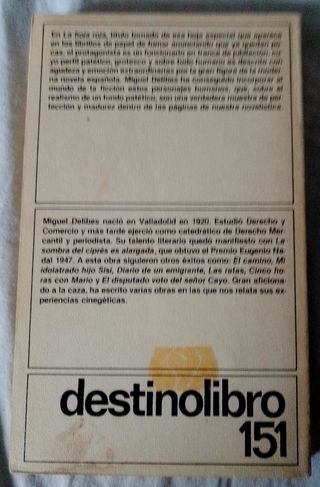 En La hoja roja, título tomado de esa hoja especial que aparece
en los libritos de papel de fumar anunciando que ya quedan po-
cas, el protagonista es un funcionario en trance de jubilación, cu-
yo perfil patético, grotesco y sobre todo humano es descrito con
agudeza y emoción extraordinarias por la gran figura de la moder-
na novela española. Miguel Delibes ha conseguido incorporar al
mundo de la ficción estos personajes humanos, que, sobre el
realismo de un fondo patético, son una verdadera muestra de per-
fección y madurez dentro de las páginas de nuestra novelística.
Miguel Delibes nació en Valladolid en 1920. Estudió Derecho y
Comercio y más tarde ejerció como catedrático de Derecho Mer-
cantil y periodista. Su talento literario quedó manifiesto con La
sombra del ciprés es alargada, que obtuvo el Premio Eugenio Na-
dal 1947. A esta obra siguieron otros éxitos como: El camino, Mi
idolatrado hijo Sisí, Diario de un emigrante, Las ratas, Cinco ho-
ras con Mario y El disputado voto del señor Cayo. Gran aficiona-
do a la caza, ha escrito varias obras en las que nos relata sus ex-
periencias cinegéticas.
destinolibro
151